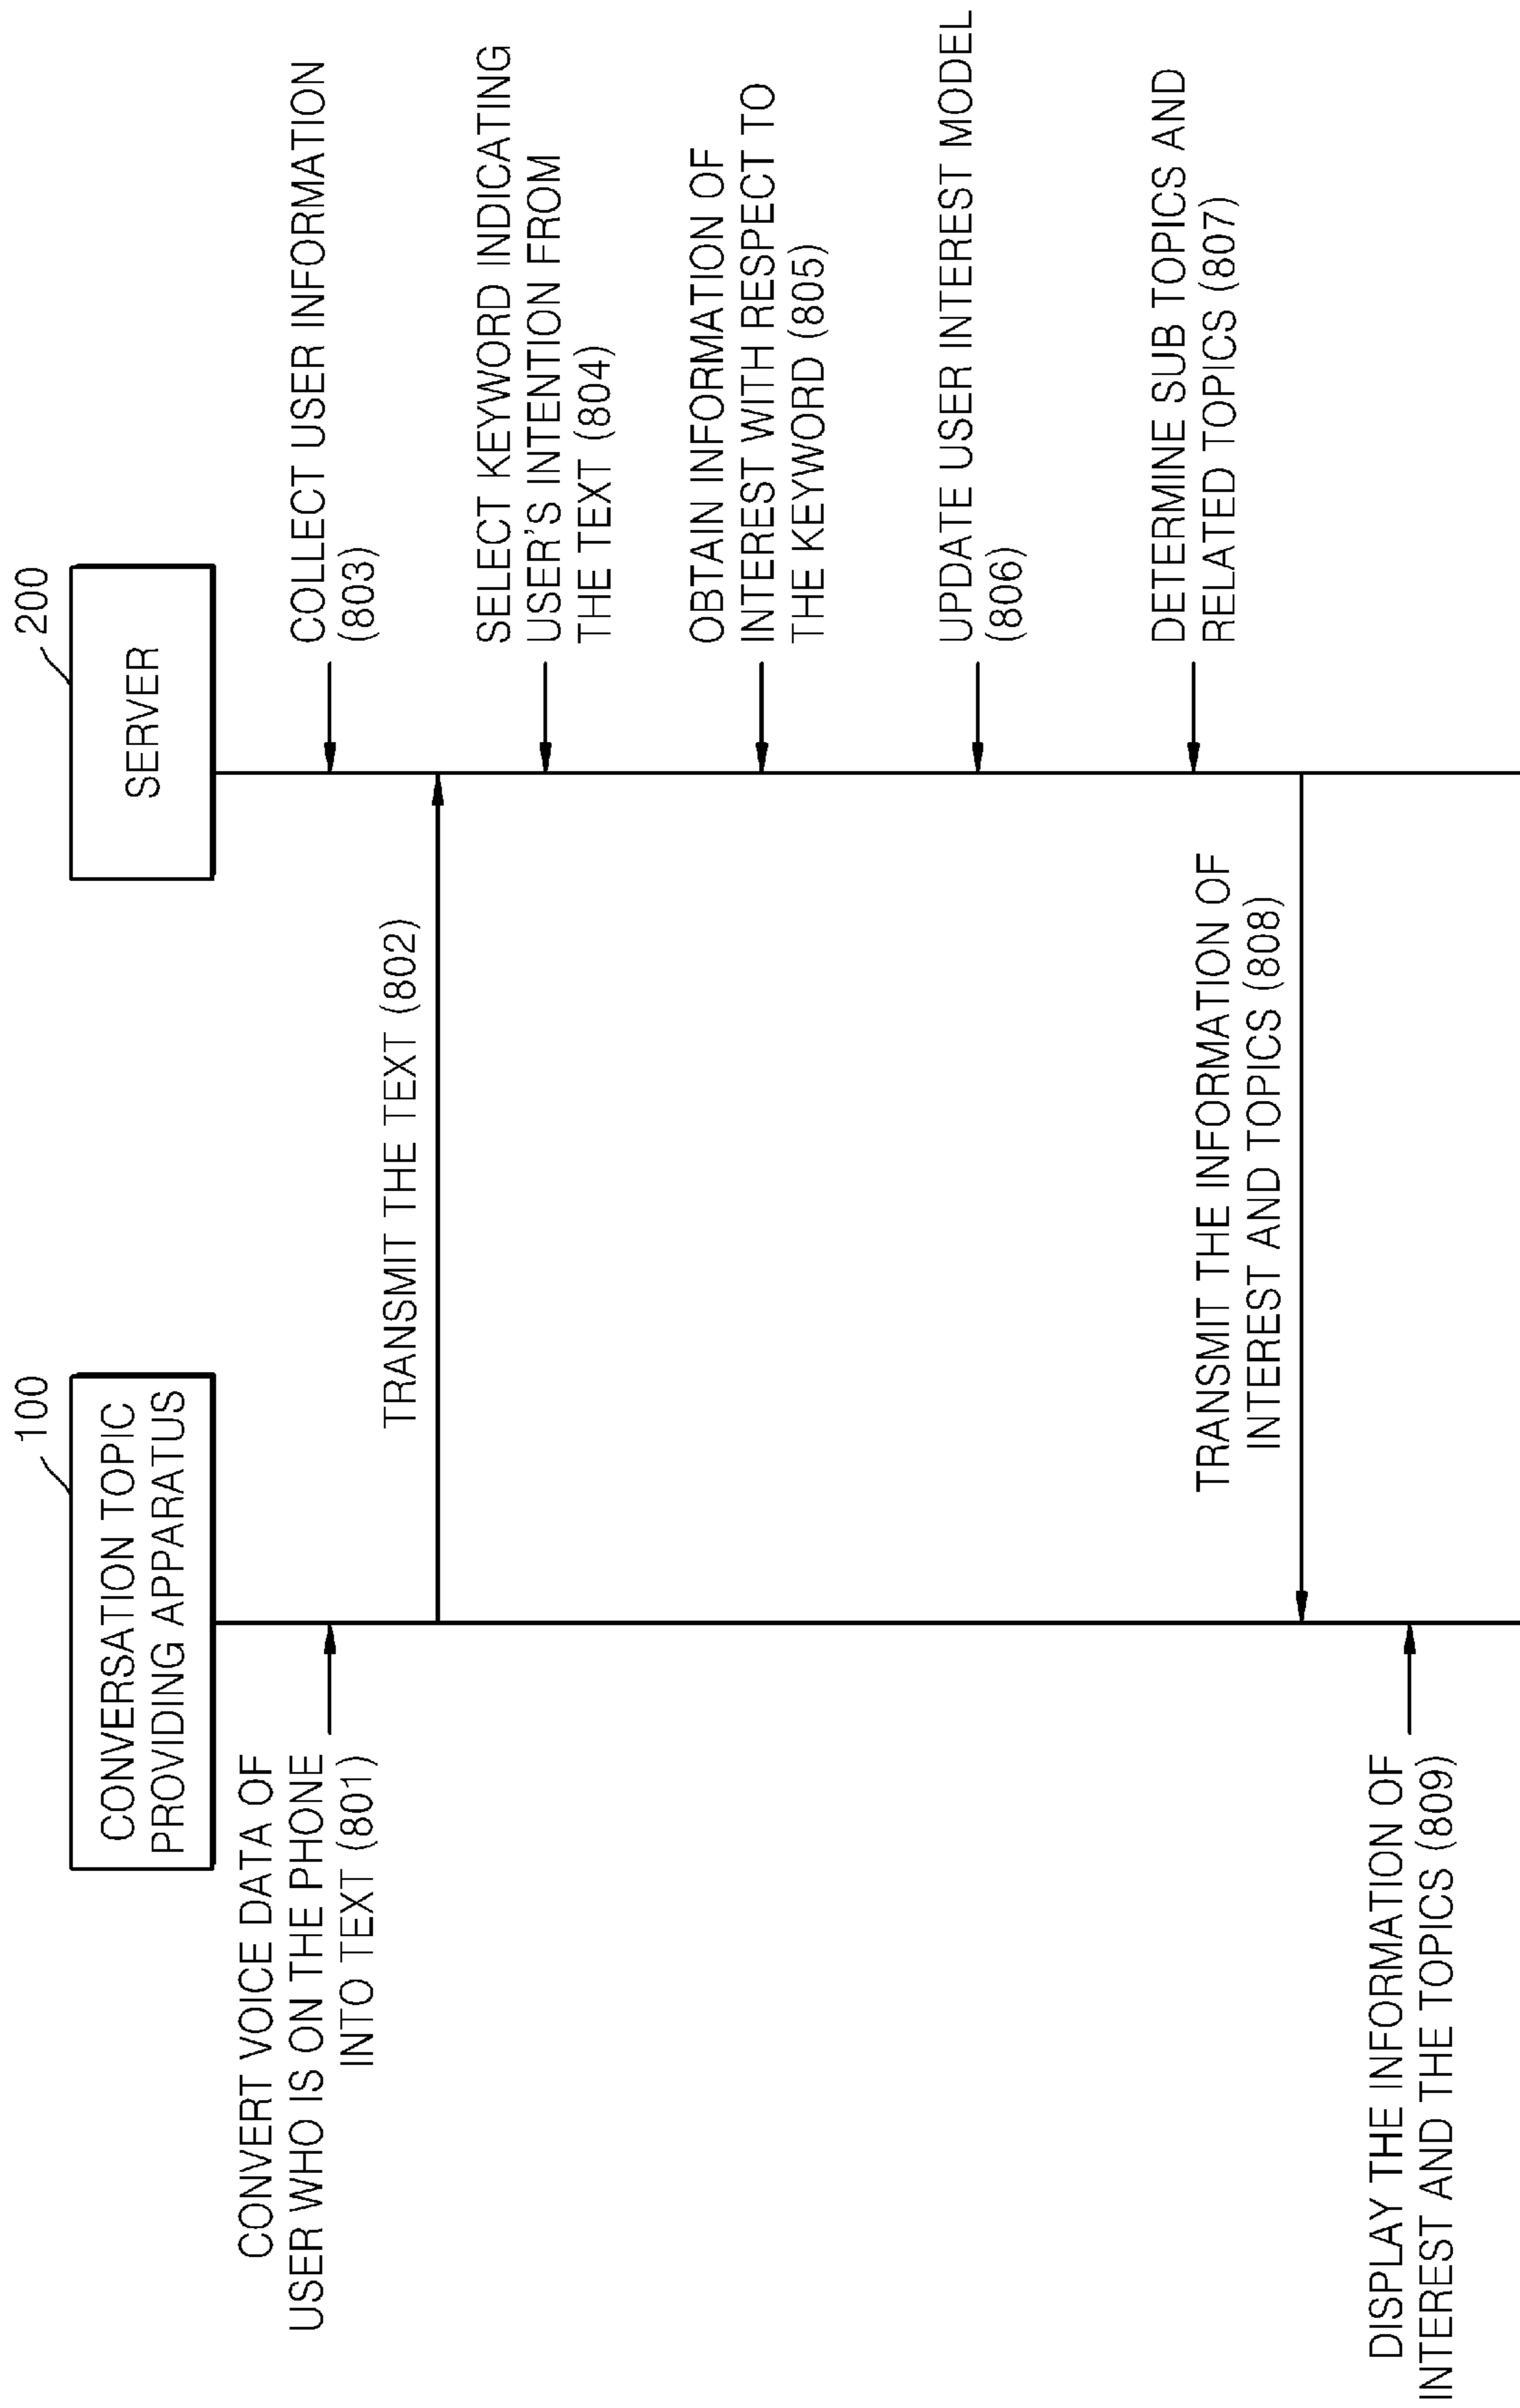 100
CONVERSATION TOPIC
PROVIDING APPARATUS
200
SERVER
CONVERT VOICE DATA OF
USER WHO IS ON THE PHONE
INTO TEXT (801)
COLLECT USER INFORMATION
(803)
TRANSMIT THE TEXT (802)
SELECT KEYWORD INDICATING
USER'S INTENTION FROM
THE TEXT (804)
OBTAIN INFORMATION OF
INTEREST WITH RESPECT TO
THE KEYWORD (805)
UPDATE USER INTEREST MODEL
(806)
DETERMINE SUB TOPICS AND
RELATED TOPICS (807)
TRANSMIT THE INFORMATION OF
INTEREST AND TOPICS (808)
DISPLAY THE INFORMATION OF
INTEREST AND THE TOPICS (809)